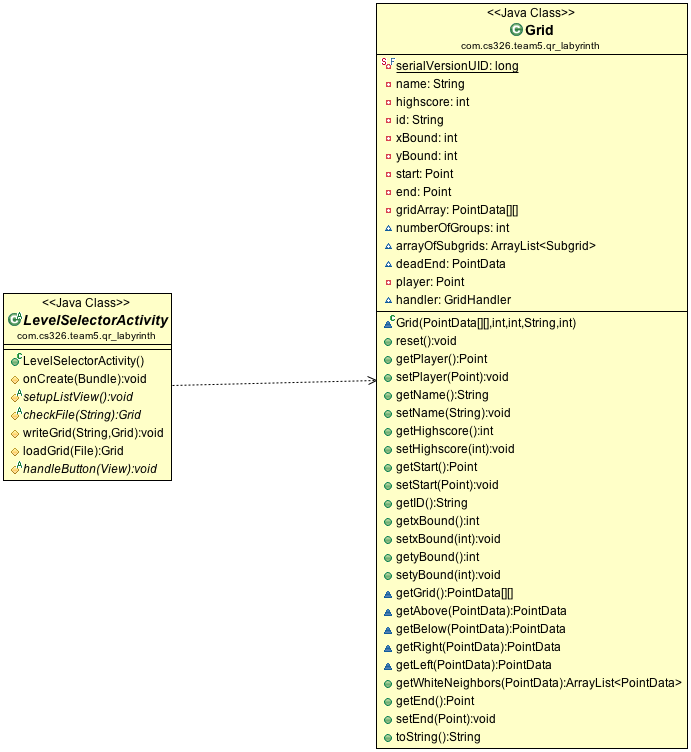 <<Java Class>>
LevelSelectorActivity
com.cs326.team5.qr_labyrinth
LevelSelectorActivity()
onCreate(Bundle):void
setupListView():void
checkFile(String):Grid
writeGrid(String,Grid):void
loadGrid(File):Grid
handleButton(View):void
<<Java Class>>
Grid
com.cs326.team5.qr_labyrinth
serialVersionUID: long
name: String
highscore: int
id: String
xBound: int
yBound: int
start: Point
end: Point
gridArray: PointData[][]
numberOfGroups: int
arrayOfSubgrids: ArrayList<Subgrid>
deadEnd: PointData
player: Point
handler: GridHandler
Grid(PointData[][],int,int,String,int)
reset():void
getPlayer():Point
setPlayer(Point):void
getName():String
setName(String):void
getHighscore():int
setHighscore(int):void
getStart():Point
setStart(Point):void
getID():String
getxBound():int
setxBound(int):void
getyBound():int
setyBound(int):void
getGrid():PointData[][]
getAbove(PointData):PointData
getBelow(PointData):PointData
getRight(PointData):PointData
getLeft(PointData):PointData
getWhiteNeighbors(PointData):ArrayList<PointData>
getEnd():Point
setEnd(Point):void
toString():String